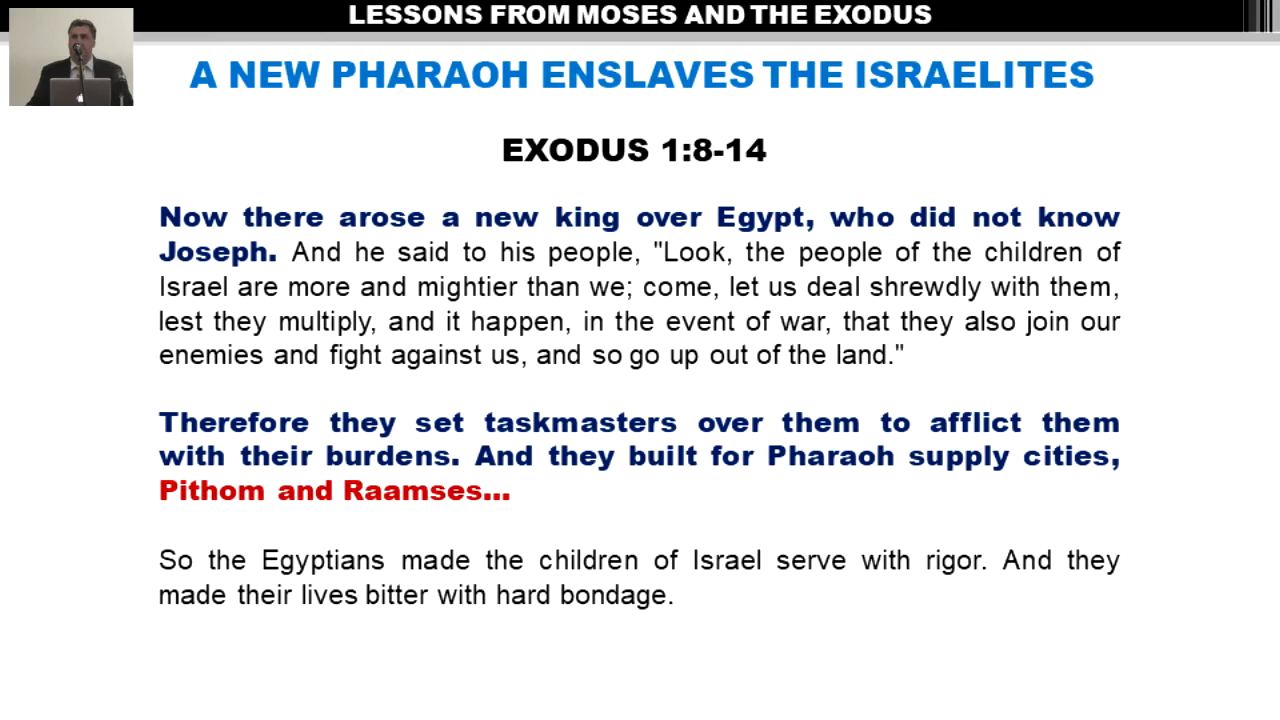 LESSONS FROM MOSES AND THE EXODUS
A NEW PHARAOH ENSLAVES THE ISRAELITES
EXODUS 1:8-14
Now there arose a new king over Egypt, who did not know
Joseph. And he said to his people, "Look, the people of the children of
Israel are more and mightier than we; come, let us deal shrewdly with them,
lest they multiply, and it happen, in the event of war, that they also join our
enemies and fight against us, and so go up out of the land."
Therefore they set taskmasters over them to afflict them
with their burdens. And they built for Pharaoh supply cities,
Pithom and Raamses...
So the Egyptians made the children of Israel serve with rigor. And they
made their lives bitter with hard bondage.